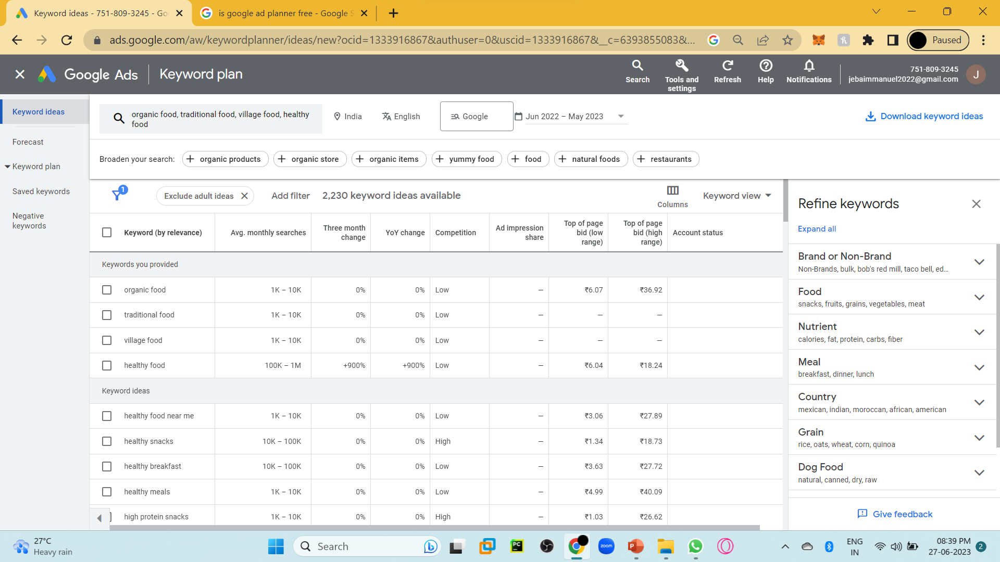 Keyword ideas - 751-809-3245 - Go
is google ad planner free - Google S
ads.google.com/aw/keywordplanner/ideas/new?ocid=1333916867&authuser=0&uscid=1333916867&__c=6393855083&...
Paused
Google Ads
Keyword plan
Search
Tools and
settings
Refresh
Help
Notifications
751-809-3245
jebaimmanuel2022@gmail.com
J
Keyword ideas
Forecast
Keyword plan
Saved keywords
Negative
keywords
organic food, traditional food, village food, healthy
food
India
English
Google
Jun 2022 – May 2023
Download keyword ideas
Broaden your search:
organic products
organic store
organic items
yummy food
food
natural foods
restaurants
1
Exclude adult ideas
Add filter
2,230 keyword ideas available
Columns
Keyword view
Keyword (by relevance)
Avg. monthly searches
Three month
change
YoY change
Competition
Ad impression
share
Top of page
bid (low
range)
Top of page
bid (high
range)
Account status
Keywords you provided
organic food 1K – 10K 0% 0% Low — ₹6.07 ₹36.92
traditional food 1K – 10K 0% 0% Low — — —
village food 1K – 10K 0% 0% Low — — —
healthy food 100K – 1M +900% +900% Low — ₹6.04 ₹18.24
Keyword ideas
healthy food near me 1K – 10K 0% 0% Low — ₹3.06 ₹27.89
healthy snacks 10K – 100K 0% 0% High — ₹1.34 ₹18.73
healthy breakfast 10K – 100K 0% 0% Low — ₹3.63 ₹27.72
healthy meals 1K – 10K 0% 0% Low — ₹4.99 ₹40.09
high protein snacks 1K – 10K 0% 0% High — ₹1.03 ₹26.62
Refine keywords
Expand all
Brand or Non-Brand
Non-Brands, bulk, bob's red mill, taco bell, ed...
Food
snacks, fruits, grains, vegetables, meat
Nutrient
calories, fat, protein, carbs, fiber
Meal
breakfast, dinner, lunch
Country
mexican, indian, moroccan, african, american
Grain
rice, oats, wheat, corn, quinoa
Dog Food
natural, canned, dry, raw
Give feedback
27°C
Heavy rain
Search
PC
zoom
P
ENG
IN
08:39 PM
27-06-2023
2